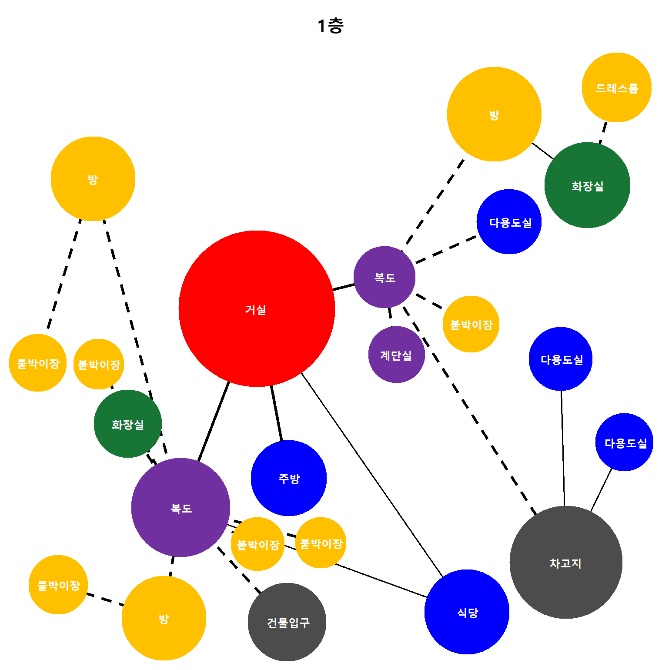 1층
드레스룸
방
화장실
방
다용도실
복도
거실
붙박이장
계단실
다용도실
붙박이장
붙박이장
화장실
다용도실
주방
복도
붙박이장
붙박이장
차고지
붙박이장
식당
방
건물입구